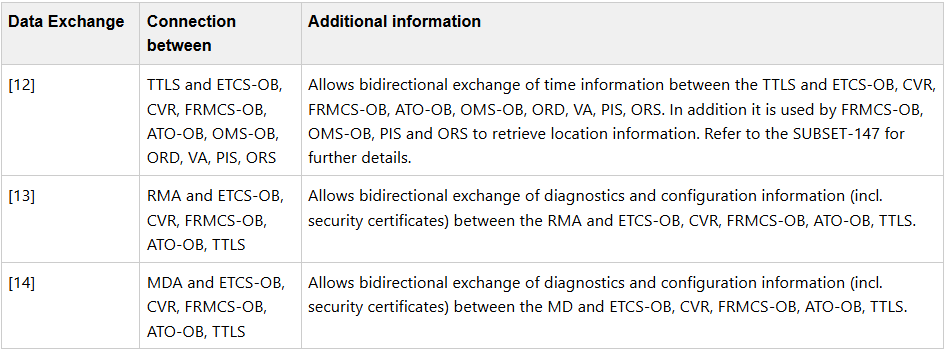 Data Exchange
Connection
between
Additional information
[12]
TTLS and ETCS-OB,
CVR, FRMCS-OB,
ATO-OB, OMS-OB,
ORD, VA, PIS, ORS
Allows bidirectional exchange of time information between the TTLS and ETCS-OB, CVR,
FRMCS-OB, ATO-OB, OMS-OB, ORD, VA, PIS, ORS. In addition it is used by FRMCS-OB,
OMS-OB, PIS and ORS to retrieve location information. Refer to the SUBSET-147 for
further details.
[13]
RMA and ETCS-OB,
CVR, FRMCS-OB,
ATO-OB, TTLS
Allows bidirectional exchange of diagnostics and configuration information (incl.
security certificates) between the RMA and ETCS-OB, CVR, FRMCS-OB, ATO-OB, TTLS.
[14]
MDA and ETCS-OB,
CVR, FRMCS-OB,
ATO-OB, TTLS
Allows bidirectional exchange of diagnostics and configuration information (incl.
security certificates) between the MD and ETCS-OB, CVR, FRMCS-OB, ATO-OB, TTLS.